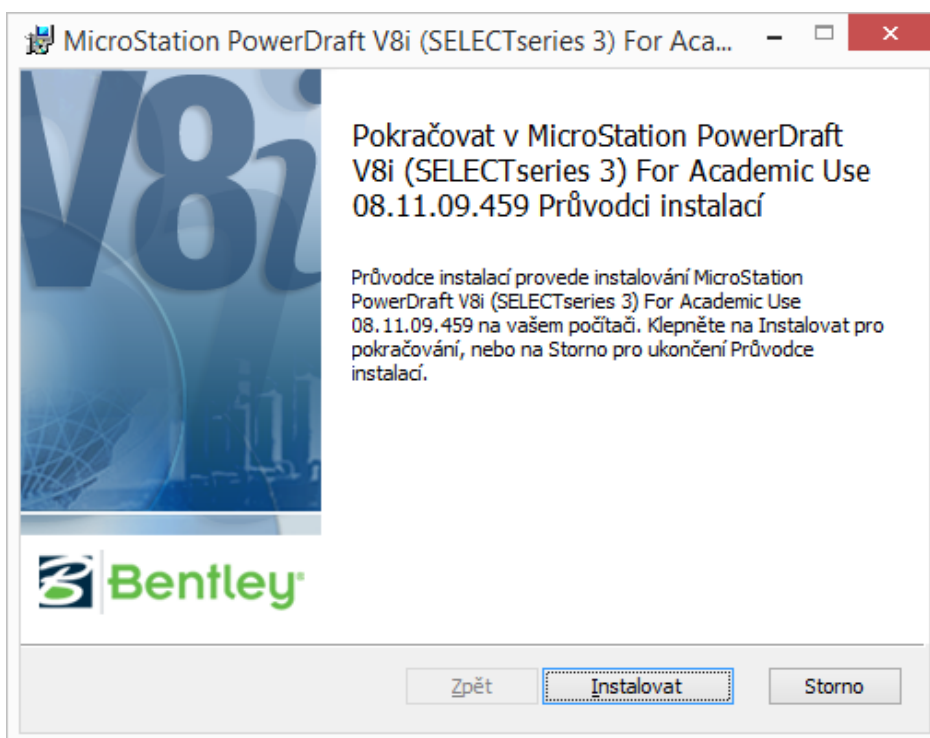 MicroStation PowerDraft V8i (SELECTseries 3) For Aca...
V8i
Pokračovat v MicroStation PowerDraft
V8i (SELECTseries 3) For Academic Use
08.11.09.459 Průvodci instalací
Průvodce instalací provede instalování MicroStation
PowerDraft V8i (SELECTseries 3) For Academic Use
08.11.09.459 na vašem počítači. Klepněte na Instalovat pro
pokračování, nebo na Storno pro ukončení Průvodce
instalací.
Bentley
Zpět
Instalovat
Storno